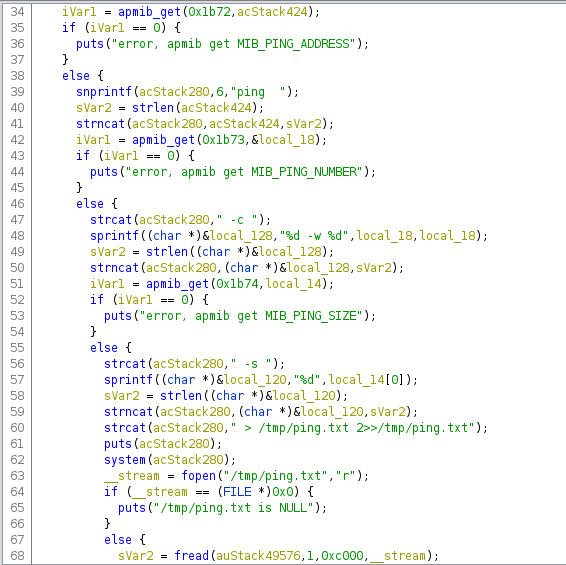 34 iVar1 = apmib_get(0x1b72,acStack424);
35 if (iVar1 == 0) {
36 puts("error, apmib get MIB_PING_ADDRESS");
37 }
38 else {
39 snprintf(acStack280,6,"ping  ");
40 sVar2 = strlen(acStack424);
41 strncat(acStack280,acStack424,sVar2);
42 iVar1 = apmib_get(0x1b73,&local_18);
43 if (iVar1 == 0) {
44 puts("error, apmib get MIB_PING_NUMBER");
45 }
46 else {
47 strcat(acStack280," -c ");
48 sprintf((char *)&local_128,"%d -w %d",local_18,local_18);
49 sVar2 = strlen((char *)&local_128);
50 strncat(acStack280,(char *)&local_128,sVar2);
51 iVar1 = apmib_get(0x1b74,local_14);
52 if (iVar1 == 0) {
53 puts("error, apmib get MIB_PING_SIZE");
54 }
55 else {
56 strcat(acStack280," -s ");
57 sprintf((char *)&local_120,"%d",local_14[0]);
58 sVar2 = strlen((char *)&local_120);
59 strncat(acStack280,(char *)&local_120,sVar2);
60 strcat(acStack280," > /tmp/ping.txt 2>>/tmp/ping.txt");
61 puts(acStack280);
62 system(acStack280);
63 __stream = fopen("/tmp/ping.txt","r");
64 if (__stream == (FILE *)0x0) {
65 puts("/tmp/ping.txt is NULL");
66 }
67 else {
68 sVar2 = fread(auStack49576,1,0xc000,__stream);